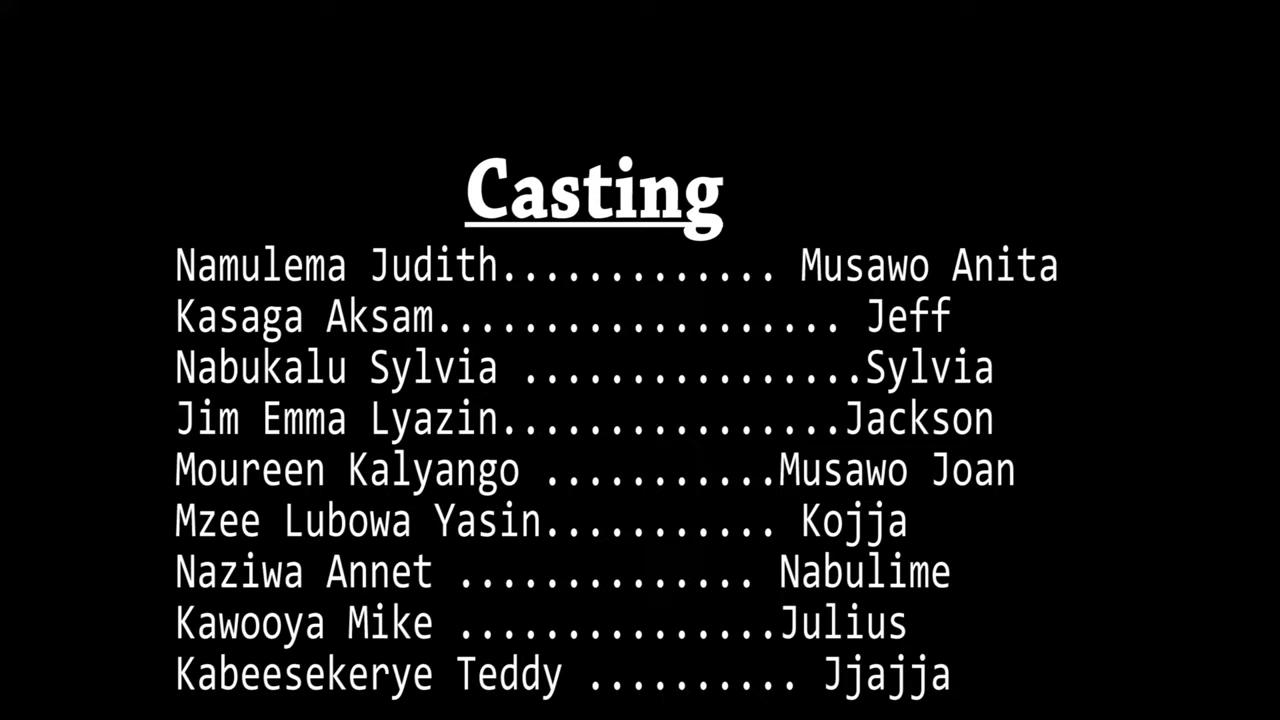 Casting
Namulema Judith............. Musawo Anita
Kasaga Aksam................... Jeff
Nabukalu Sylvia ................Sylvia
Jim Emma Lyazin................Jackson
Moureen Kalyango ...........Musawo Joan
Mzee Lubowa Yasin........... Kojja
Naziwa Annet .............. Nabulime
Kawooya Mike ...............Julius
Kabeesekerye Teddy .......... Jjajja